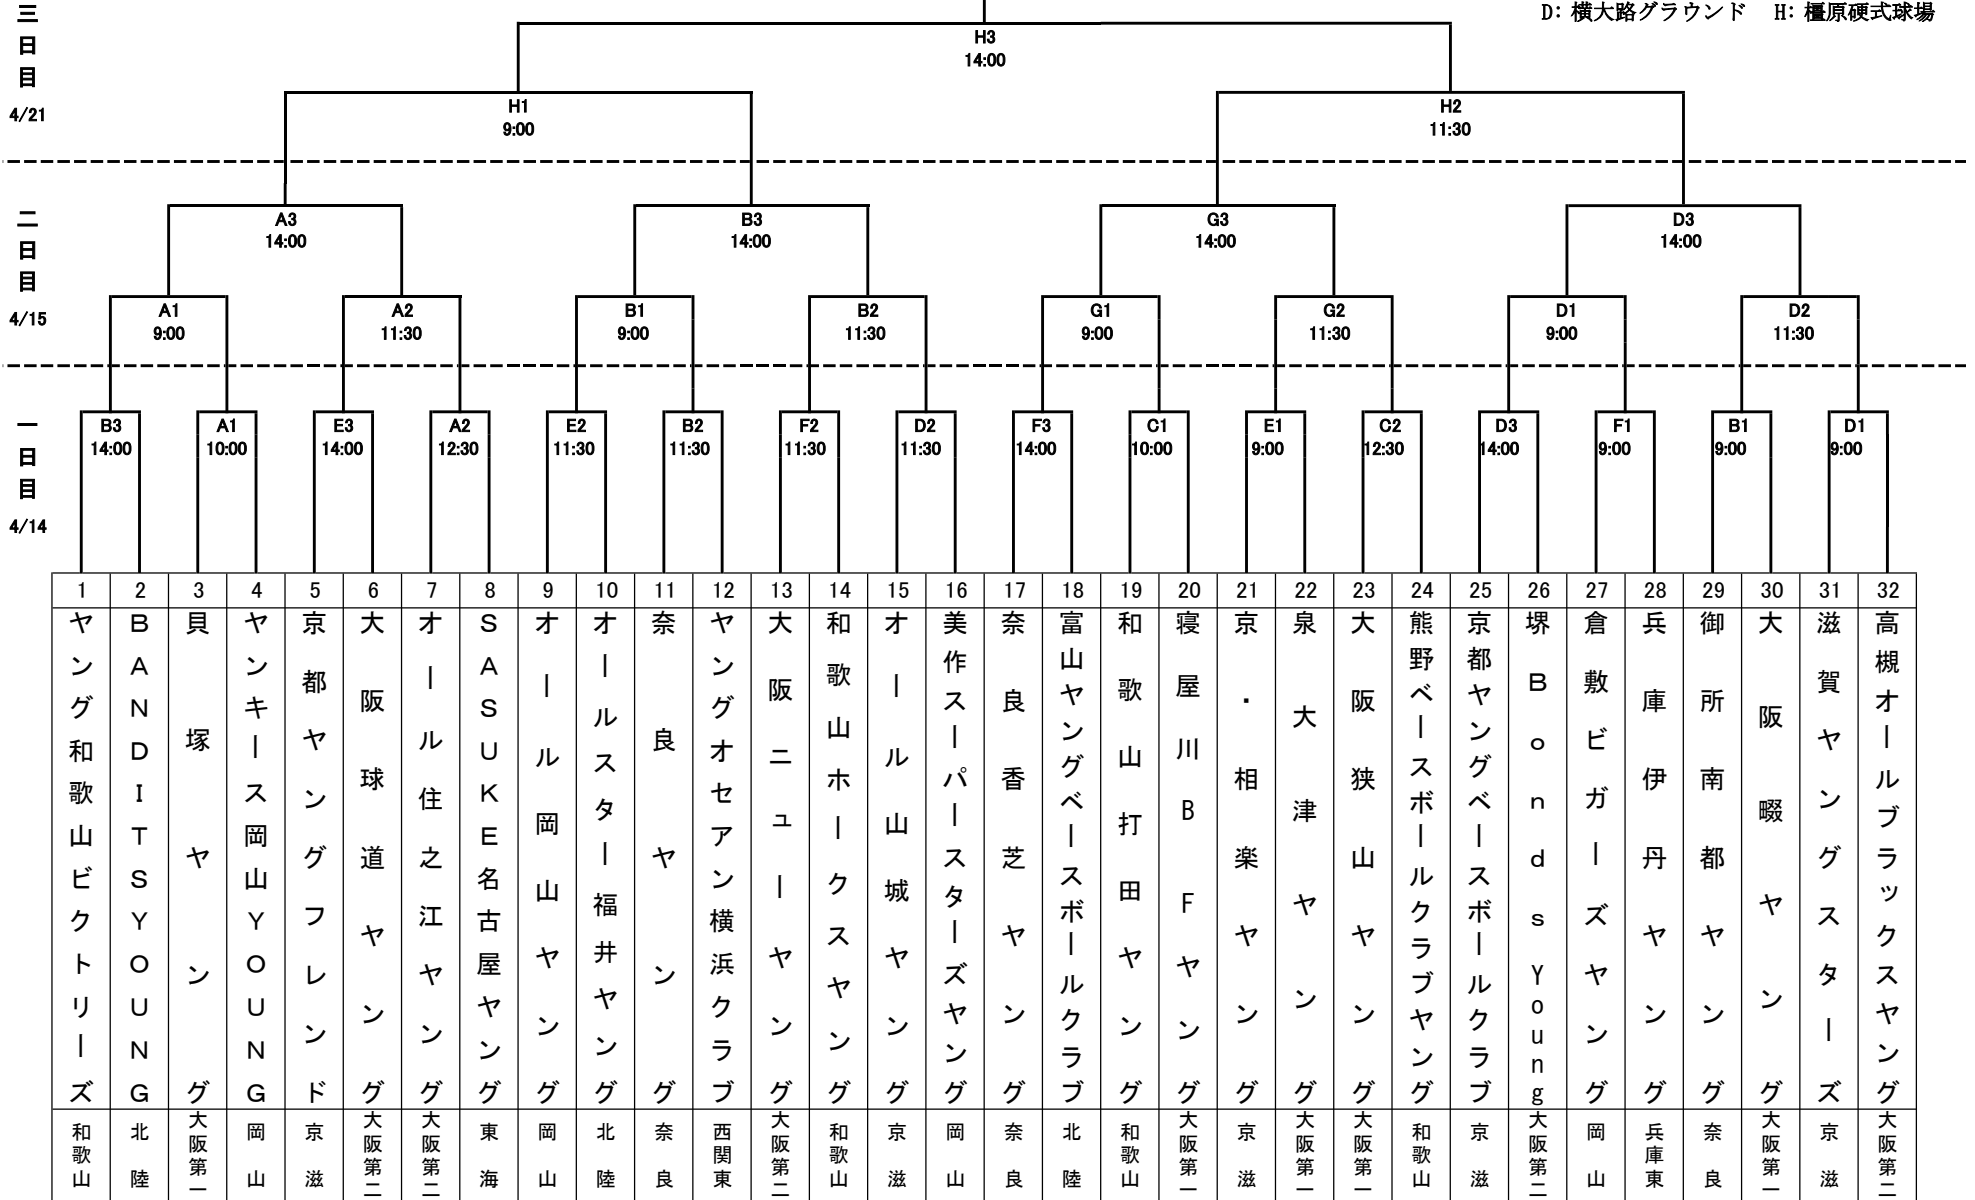 D: 横大路グラウンド　H: 橿原硬式球場
三日目
4/21
H3
14:00
H1
9:00
H2
11:30
二日目
4/15
A3
14:00
B3
14:00
G3
14:00
D3
14:00
A1
9:00
A2
11:30
B1
9:00
B2
11:30
G1
9:00
G2
11:30
D1
9:00
D2
11:30
一日目
4/14
B3
14:00
A1
10:00
E3
14:00
A2
12:30
E2
11:30
B2
11:30
F2
11:30
D2
11:30
F3
14:00
C1
10:00
E1
9:00
C2
12:30
D3
14:00
F1
9:00
B1
9:00
D1
9:00
1 ヤング和歌山ビクトリーズ 和歌山
2 BANDITSYOUNG 北陸
3 貝塚ヤング 大阪第一
4 ヤンキース岡山YOUNG 岡山
5 京都ヤングフレンド 京滋
6 大阪球道ヤング 大阪第二
7 オール住之江ヤング 大阪第二
8 SASUKE名古屋ヤング 東海
9 オール岡山ヤング 岡山
10 オールスター福井ヤング 北陸
11 奈良ヤング 奈良
12 ヤングオセアン横浜クラブ 西関東
13 大阪ニューヤング 大阪第二
14 和歌山ホークスヤング 和歌山
15 オール山城ヤング 京滋
16 美作スーパースターズヤング 岡山
17 奈良香芝ヤング 奈良
18 富山ヤングベースボールクラブ 北陸
19 和歌山打田ヤング 和歌山
20 寝屋川BFヤング 大阪第一
21 京・相楽ヤング 京滋
22 泉大津ヤング 大阪第一
23 大阪狭山ヤング 大阪第一
24 熊野ベースボールクラブヤング 和歌山
25 京都ヤングベースボールクラブ 京滋
26 堺Bonds Young 大阪第二
27 倉敷ビガーズヤング 岡山
28 兵庫伊丹ヤング 兵庫東
29 御所南都ヤング 奈良
30 大阪畷ヤング 大阪第一
31 滋賀ヤングスターズ 京滋
32 高槻オールブラックスヤング 大阪第二